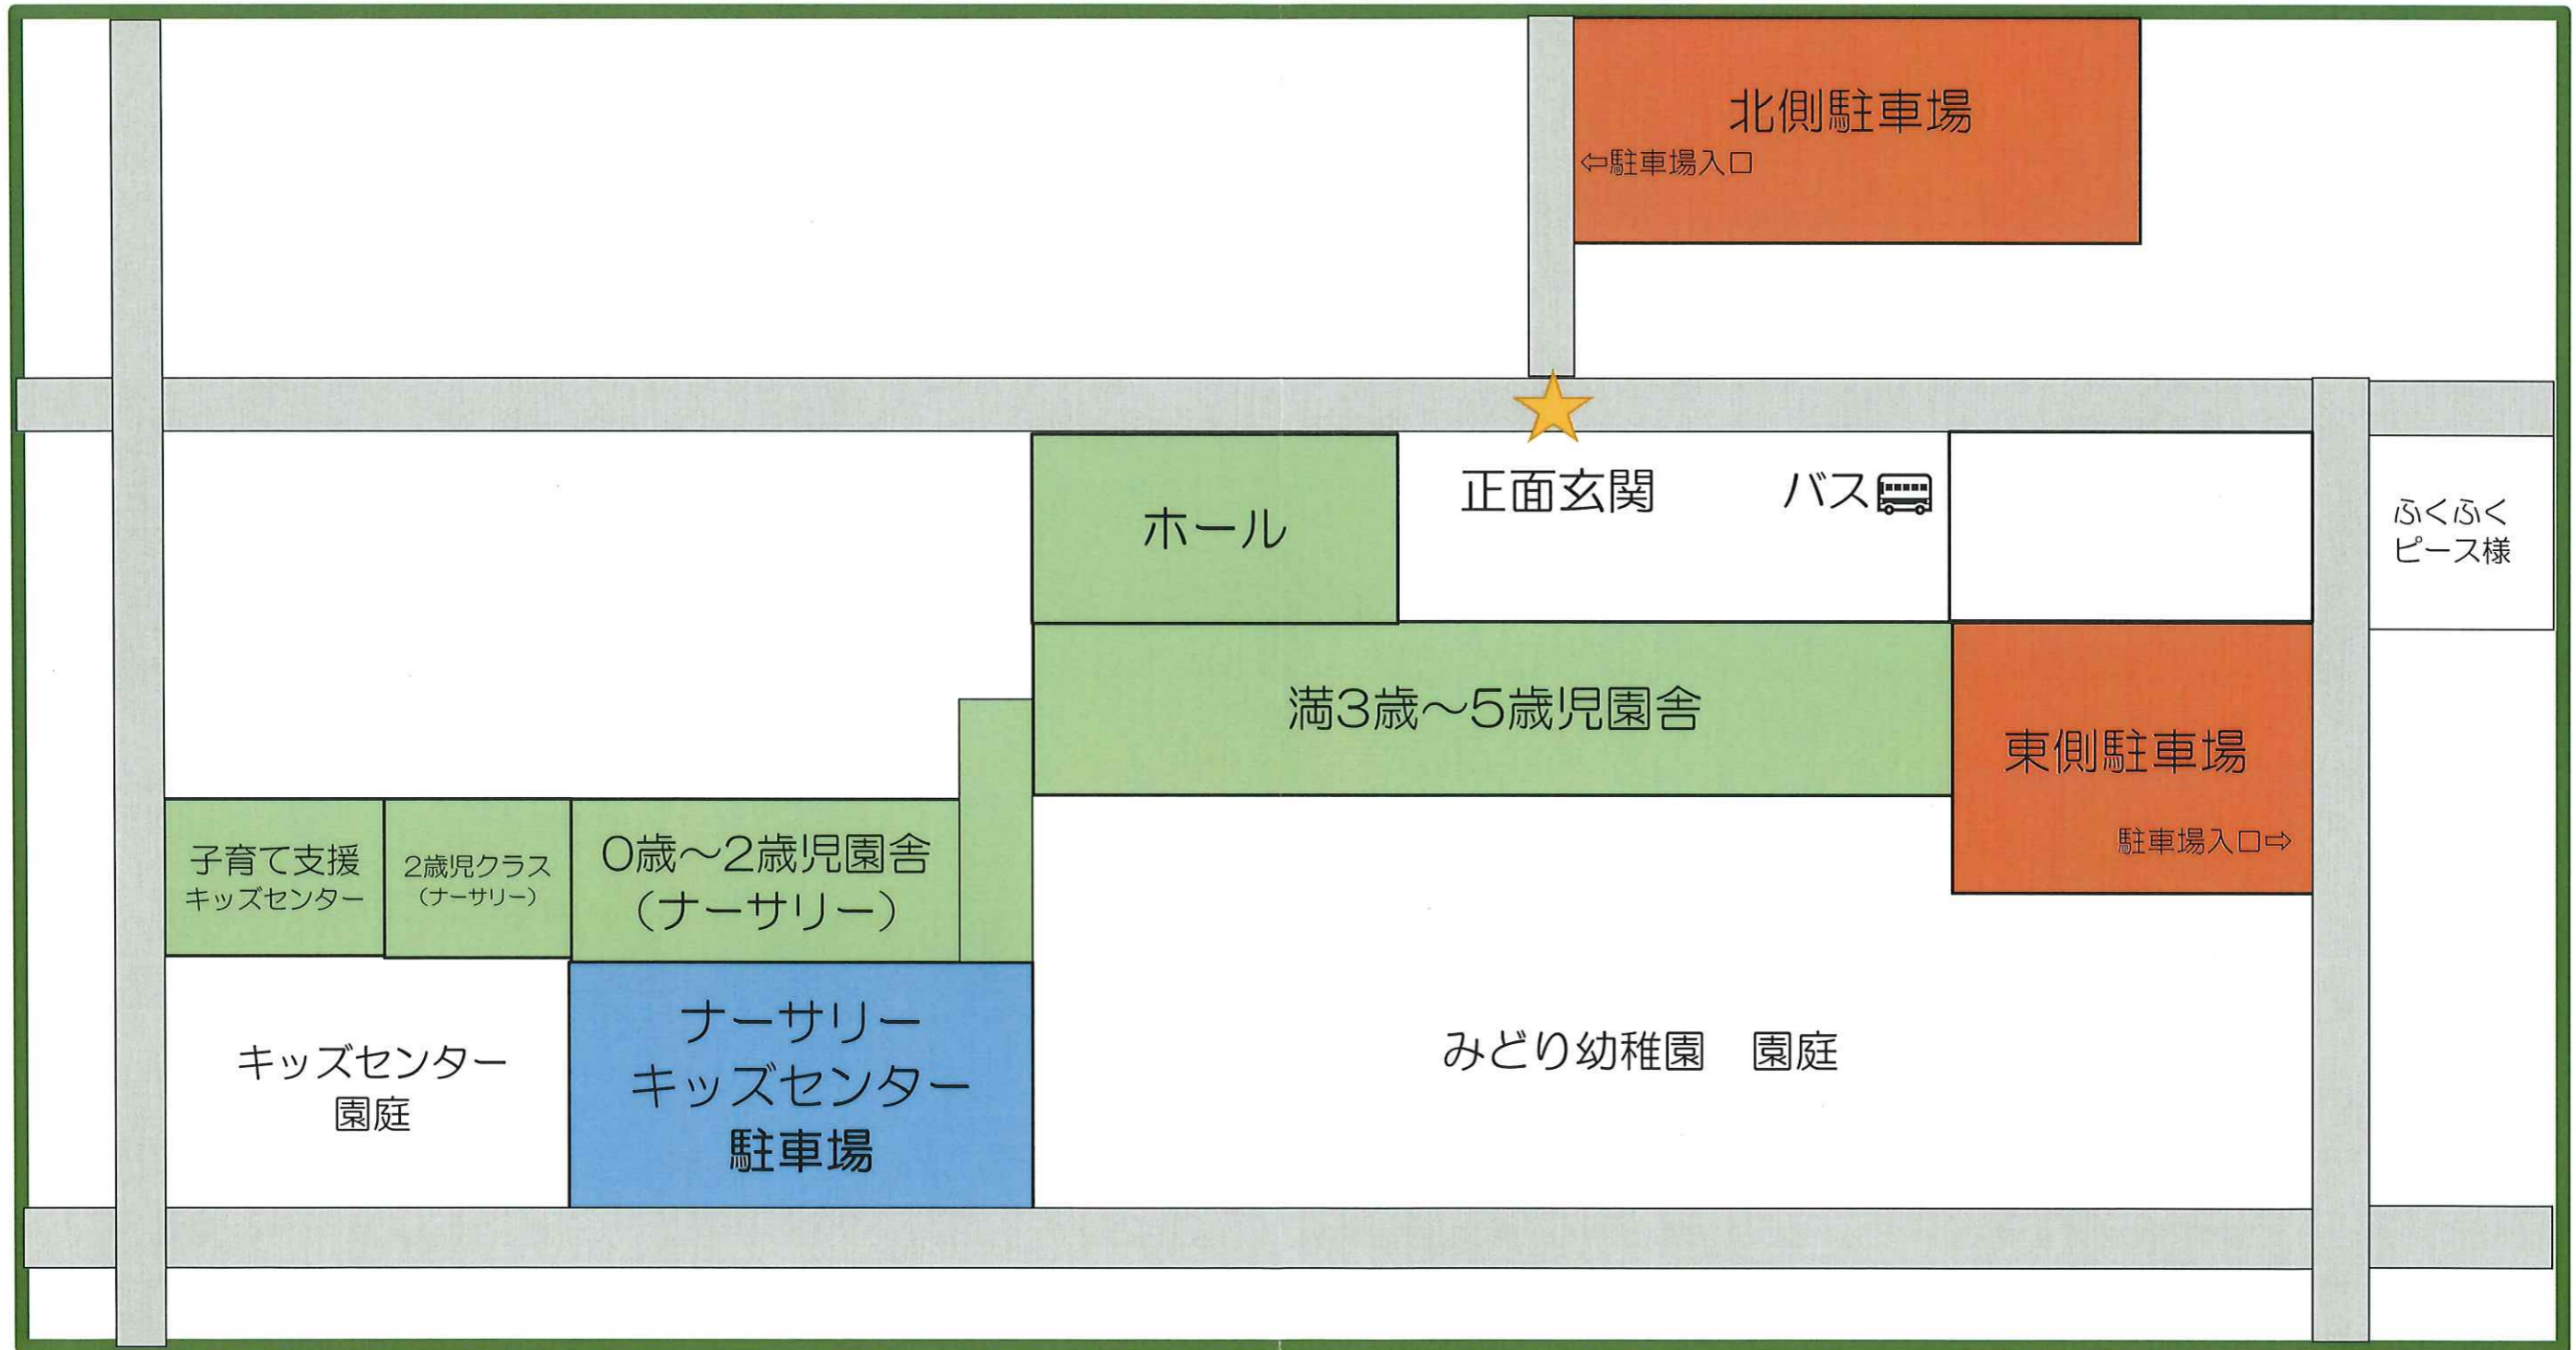 北側駐車場
⇦駐車場入口
ホール
正面玄関
バス
ふくふく
ピース様
満3歳～5歳児園舎
東側駐車場
駐車場入口⇨
子育て支援
キッズセンター
2歳児クラス
（ナーサリー）
0歳～2歳児園舎
（ナーサリー）
ナーサリー
キッズセンター
駐車場
キッズセンター
園庭
みどり幼稚園　園庭